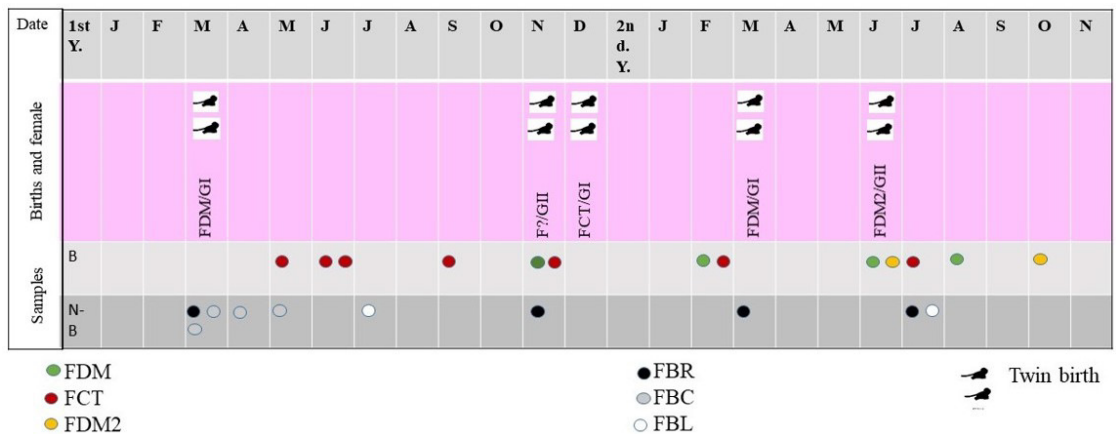 Date 1st J F M A M J J A S O N D 2n J F M A M J J A S O N
Y. d.
Y.
Births and female
FDM/GI
F?/GII
FCT/GI
FDM/GI
FDM2/GII
Samples
B
N-
B
FDM FBR Twin birth
FCT FBC
FDM2 FBL